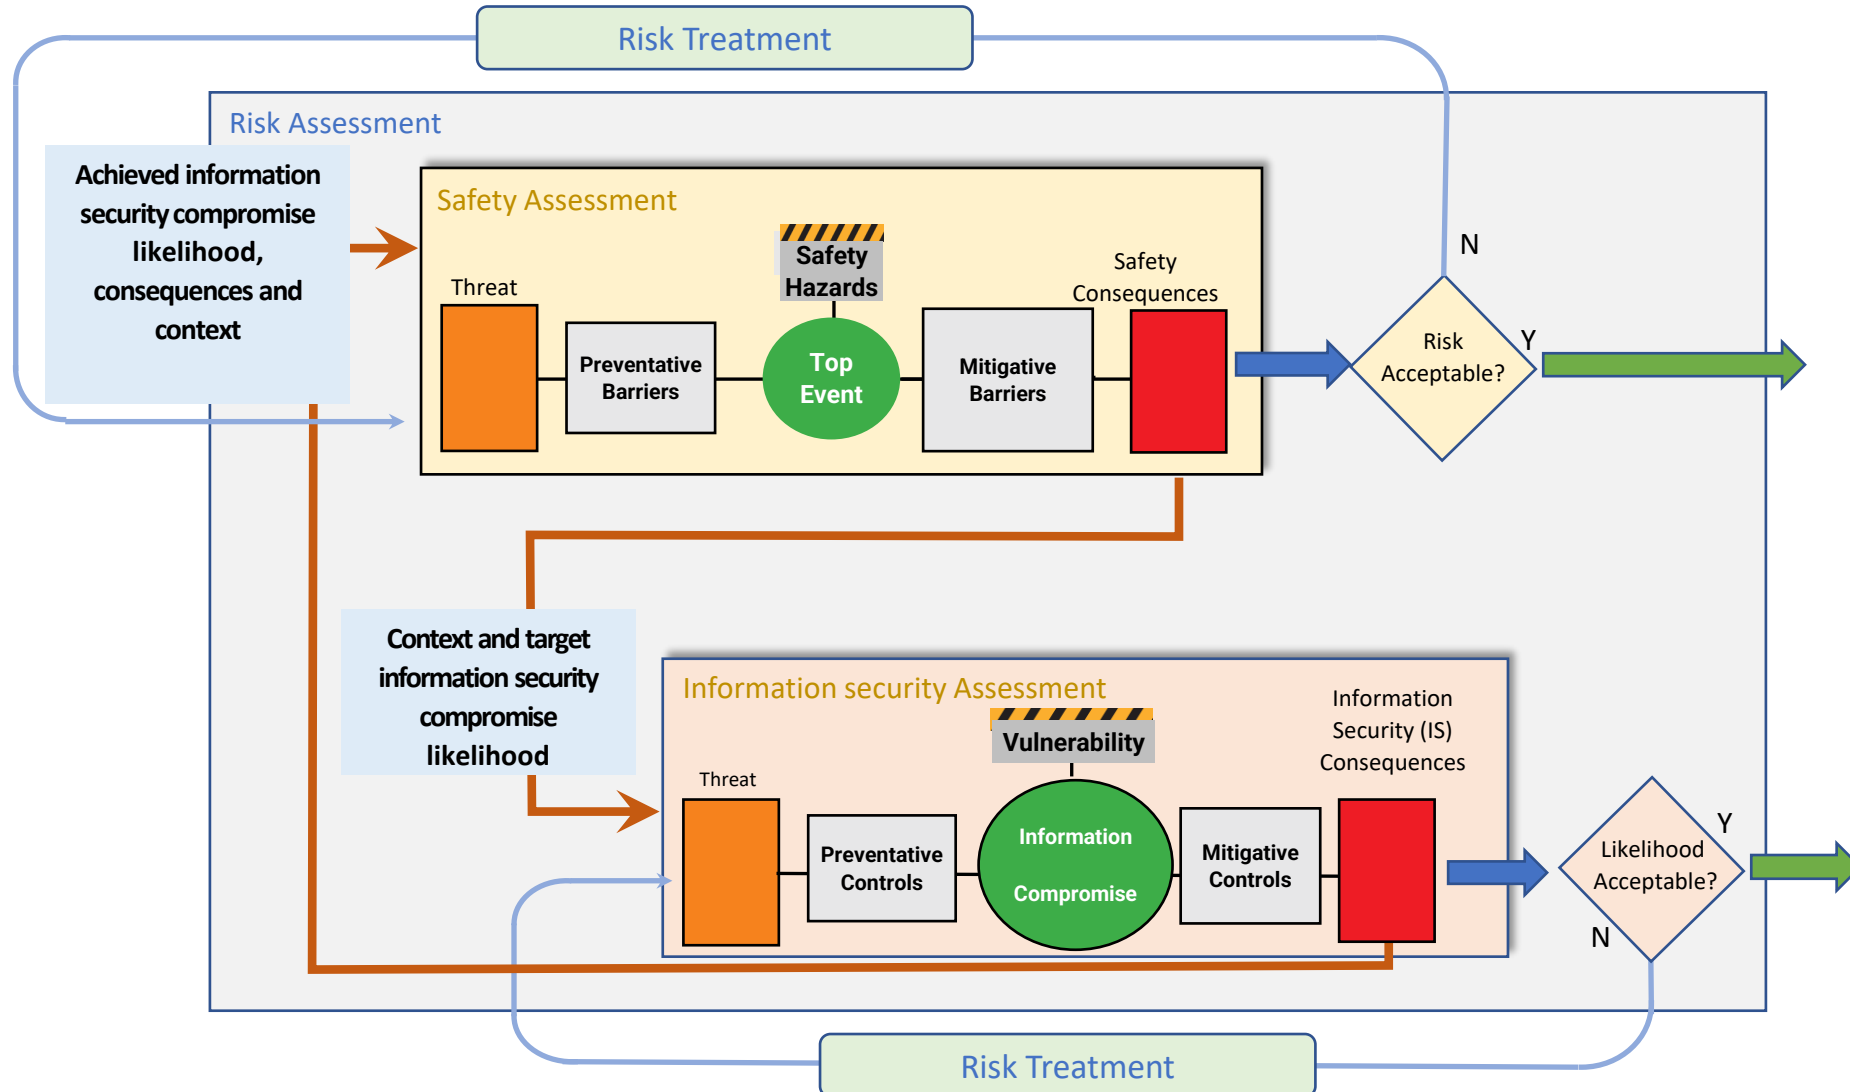 Risk Treatment
Risk Assessment
Achieved information
security compromise
likelihood,
consequences and
context
Safety Assessment
Safety
Hazards
Threat
Safety
Consequences
Preventative
Barriers
Top
Event
Mitigative
Barriers
N
Risk
Acceptable?
Y
Context and target
information security
compromise
likelihood
Information security Assessment
Vulnerability
Information
Security (IS)
Consequences
Threat
Preventative
Controls
Information
Compromise
Mitigative
Controls
Likelihood
Acceptable?
Y
N
Risk Treatment